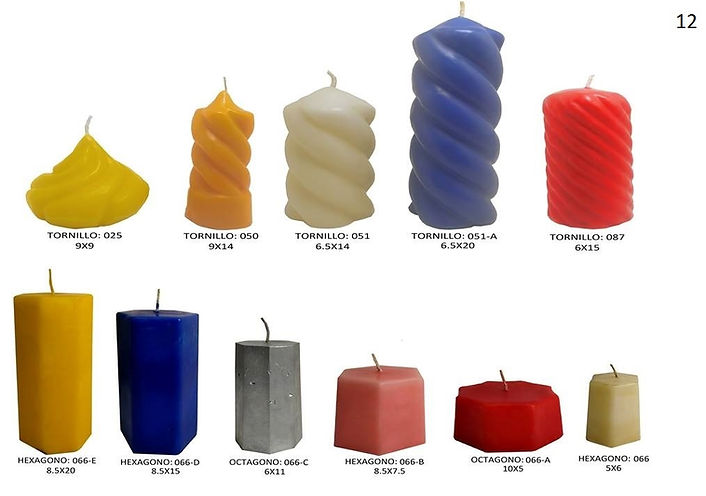 12
TORNILLO: 025
9X9
TORNILLO: 050
9X14
TORNILLO: 051
6.5X14
TORNILLO: 051-A
6.5X20
TORNILLO: 087
6X15
HEXAGONO: 066-E
8.5X20
HEXAGONO: 066-D
8.5X15
OCTAGONO: 066-C
6X11
HEXAGONO: 066-B
8.5X7.5
OCTAGONO: 066-A
10X5
HEXAGONO: 066
5X6